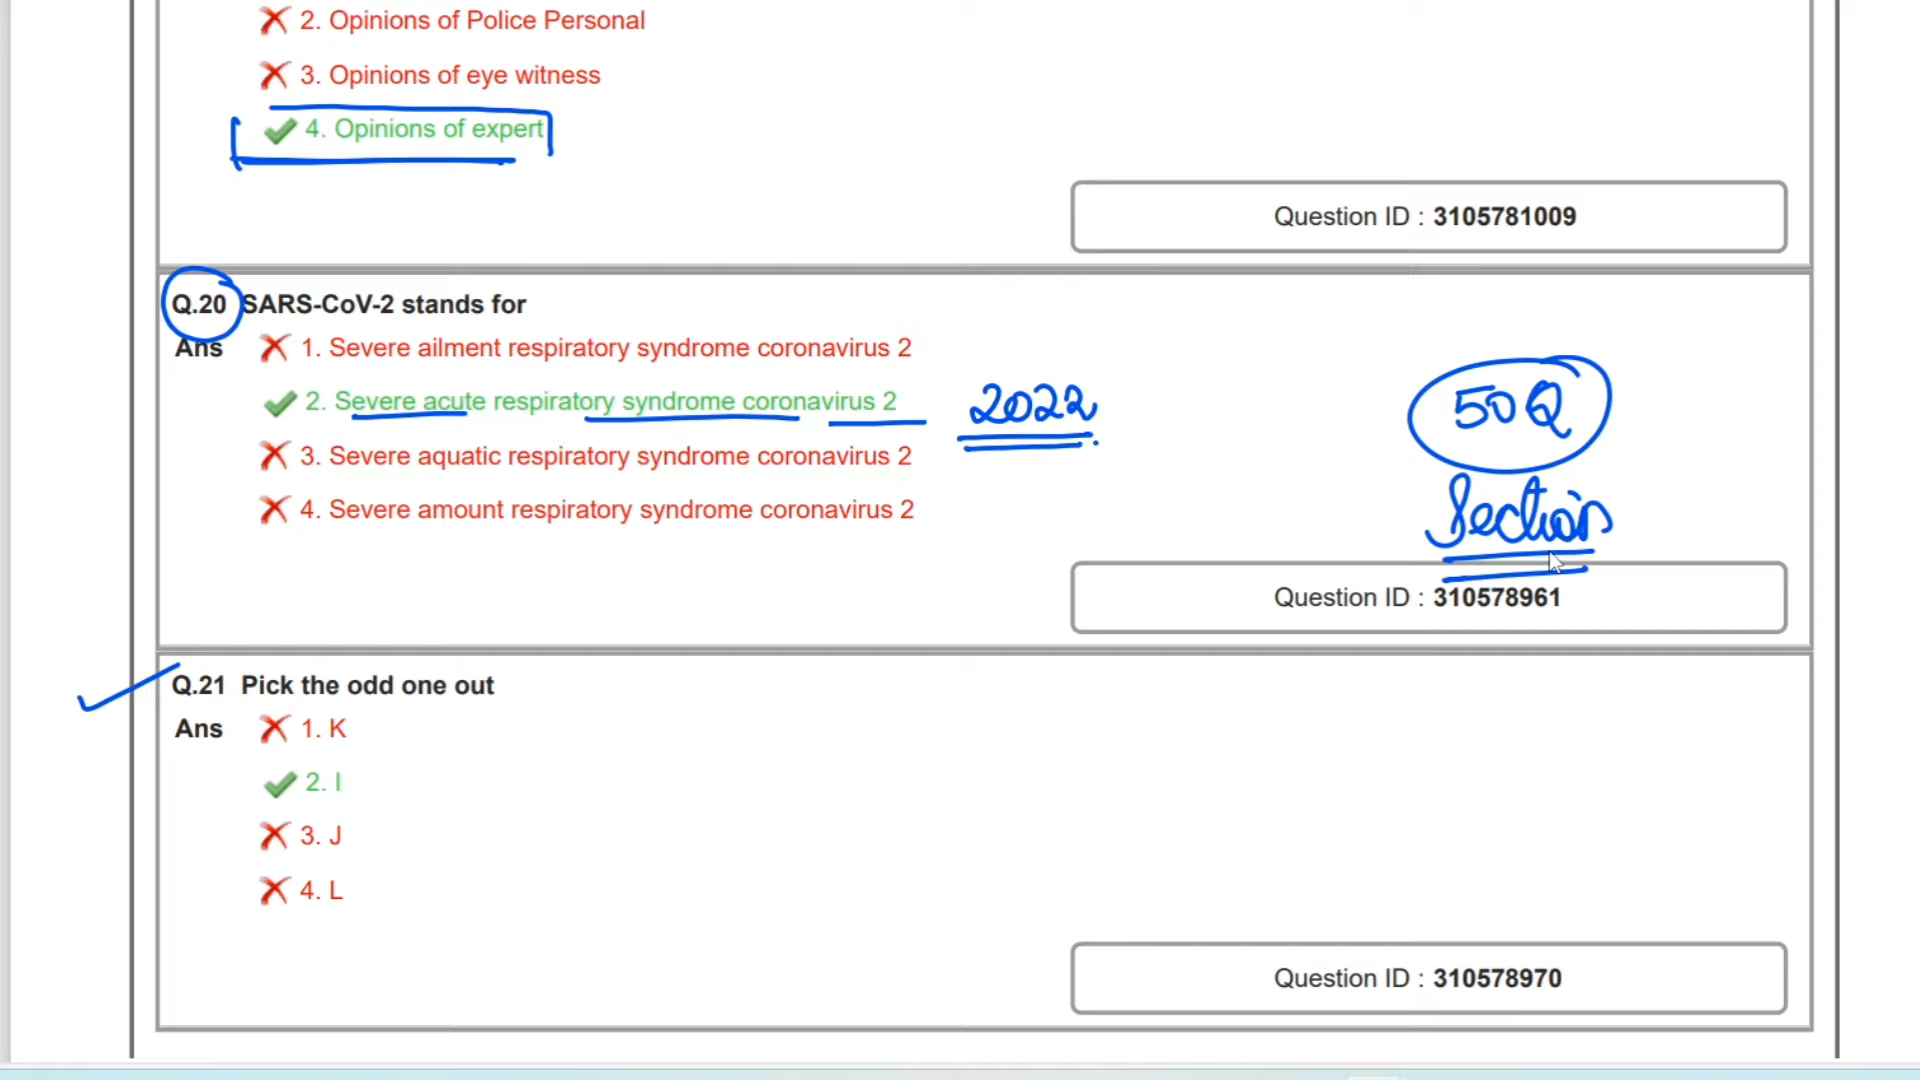 2. Opinions of Police Personal
3. Opinions of eye witness
4. Opinions of expert
Question ID : 3105781009
Q.20 SARS-CoV-2 stands for
Ans 1. Severe ailment respiratory syndrome coronavirus 2
2. Severe acute respiratory syndrome coronavirus 2
2022
50Q
3. Severe aquatic respiratory syndrome coronavirus 2
4. Severe amount respiratory syndrome coronavirus 2
Section
Question ID : 310578961
Q.21 Pick the odd one out
Ans 1. K
2. I
3. J
4. L
Question ID : 310578970